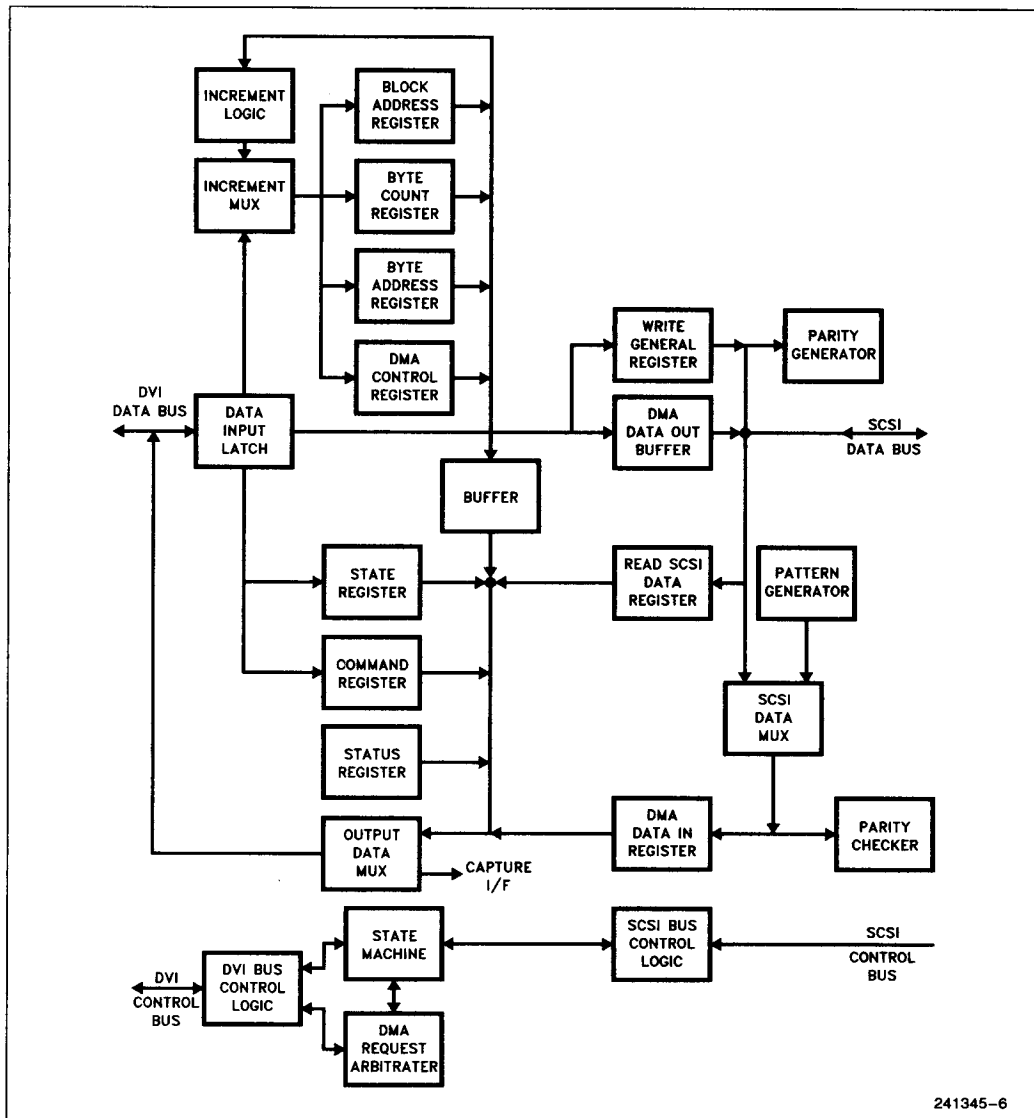 INCREMENT
LOGIC
BLOCK
ADDRESS
REGISTER
INCREMENT
MUX
BYTE
COUNT
REGISTER
BYTE
ADDRESS
REGISTER
WRITE
GENERAL
REGISTER
PARITY
GENERATOR
DMA
CONTROL
REGISTER
DVI
DATA BUS
DATA
INPUT
LATCH
DMA
DATA OUT
BUFFER
SCSI
DATA BUS
BUFFER
STATE
REGISTER
READ SCSI
DATA
REGISTER
PATTERN
GENERATOR
COMMAND
REGISTER
SCSI
DATA
MUX
STATUS
REGISTER
OUTPUT
DATA
MUX
CAPTURE
I/F
DMA
DATA IN
REGISTER
PARITY
CHECKER
STATE
MACHINE
SCSI BUS
CONTROL
LOGIC
SCSI
CONTROL
BUS
DVI
CONTROL
BUS
DVI BUS
CONTROL
LOGIC
DMA
REQUEST
ARBITRATER
241345-6